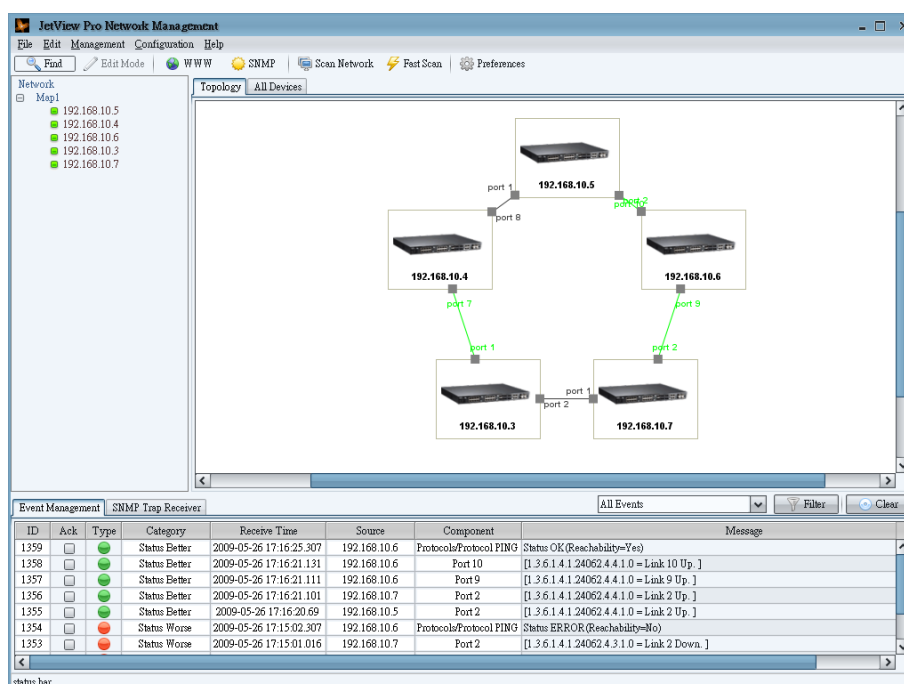 JetView Pro Network Management
File Edit Management Configuration Help
Find Edit Mode WWW SNMP Scan Network Fast Scan Preferences
Network
Map1
192.168.10.5
192.168.10.4
192.168.10.6
192.168.10.3
192.168.10.7
Topology All Devices
192.168.10.5
port 1
port 2
port 8
192.168.10.4
192.168.10.6
port 7
port 9
port 1
port 2
port 1
port 2
192.168.10.3
192.168.10.7
Event Management SNMP Trap Receiver
All Events Filter Clear
ID Ack Type Category Receive Time Source Component Message
1359 Status Better 2009-05-26 17:16:25.307 192.168.10.6 Protocols/Protocol PING Status OK(Reachability=Yes)
1358 Status Better 2009-05-26 17:16:21.131 192.168.10.6 Port 10 [1.3.6.1.4.1.24062.4.4.1.0 = Link 10 Up. ]
1357 Status Better 2009-05-26 17:16:21.111 192.168.10.6 Port 9 [1.3.6.1.4.1.24062.4.4.1.0 = Link 9 Up. ]
1356 Status Better 2009-05-26 17:16:21.101 192.168.10.7 Port 2 [1.3.6.1.4.1.24062.4.4.1.0 = Link 2 Up. ]
1355 Status Better 2009-05-26 17:16:20.69 192.168.10.5 Port 2 [1.3.6.1.4.1.24062.4.4.1.0 = Link 2 Up. ]
1354 Status Worse 2009-05-26 17:15:02.307 192.168.10.6 Protocols/Protocol PING Status ERROR(Reachability=No)
1353 Status Worse 2009-05-26 17:15:01.016 192.168.10.7 Port 2 [1.3.6.1.4.1.24062.4.3.1.0 = Link 2 Down. ]
status bar